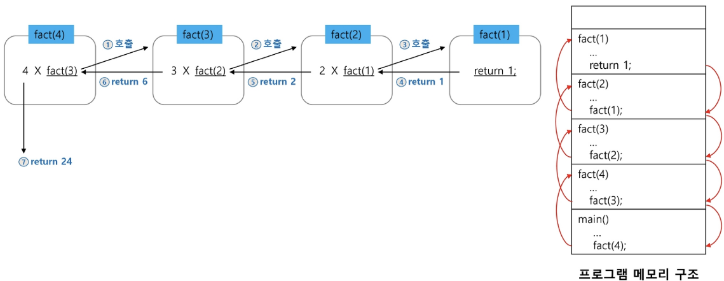 fact(4)
fact(3)
fact(2)
fact(1)
① 호출
② 호출
③ 호출
4 X fact(3)
3 X fact(2)
2 X fact(1)
return 1;
⑥ return 6
⑤ return 2
④ return 1
⑦ return 24
fact(1)
...
return 1;
fact(2)
...
fact(1);
fact(3)
...
fact(2);
fact(4)
...
fact(3);
main()
...
fact(4);
프로그램 메모리 구조